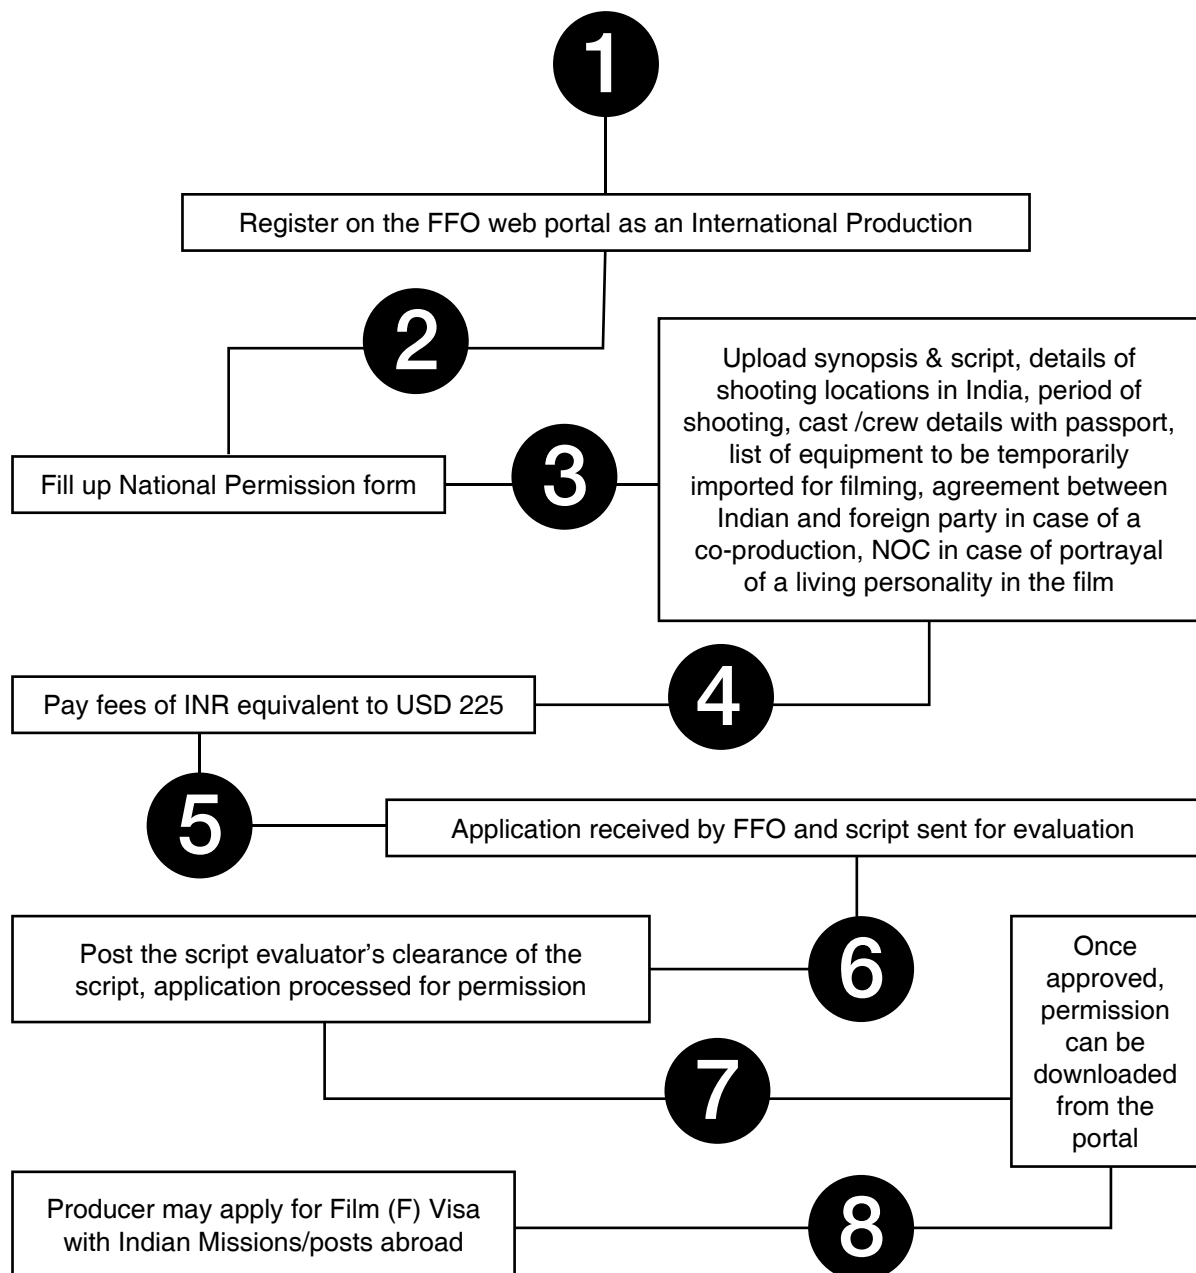 1
Register on the FFO web portal as an International Production
2
Fill up National Permission form
3
Upload synopsis & script, details of
shooting locations in India, period of
shooting, cast /crew details with passport,
list of equipment to be temporarily
imported for filming, agreement between
Indian and foreign party in case of a
co-production, NOC in case of portrayal
of a living personality in the film
4
Pay fees of INR equivalent to USD 225
5
Application received by FFO and script sent for evaluation
6
Post the script evaluator’s clearance of the
script, application processed for permission
7
Once
approved,
permission
can be
downloaded
from the
portal
8
Producer may apply for Film (F) Visa
with Indian Missions/posts abroad